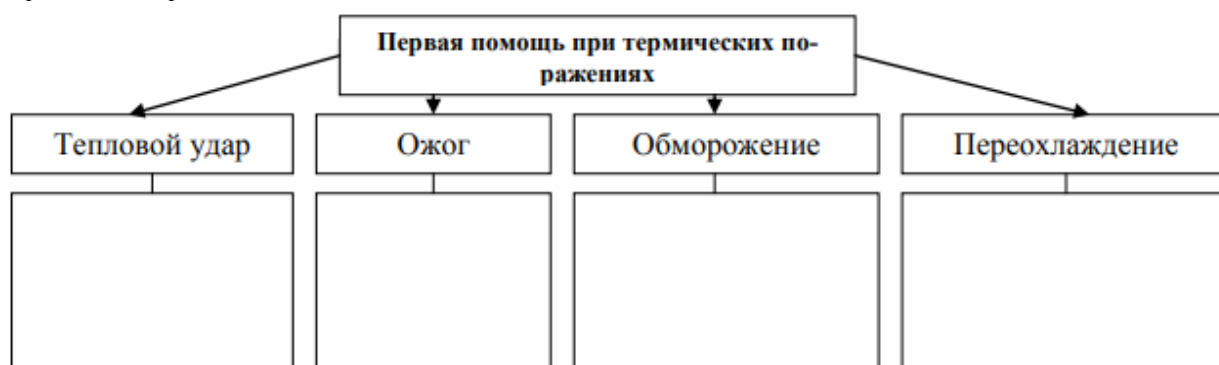 Первая помощь при термических по-
ражениях
Тепловой удар
Ожог
Обморожение
Переохлаждение